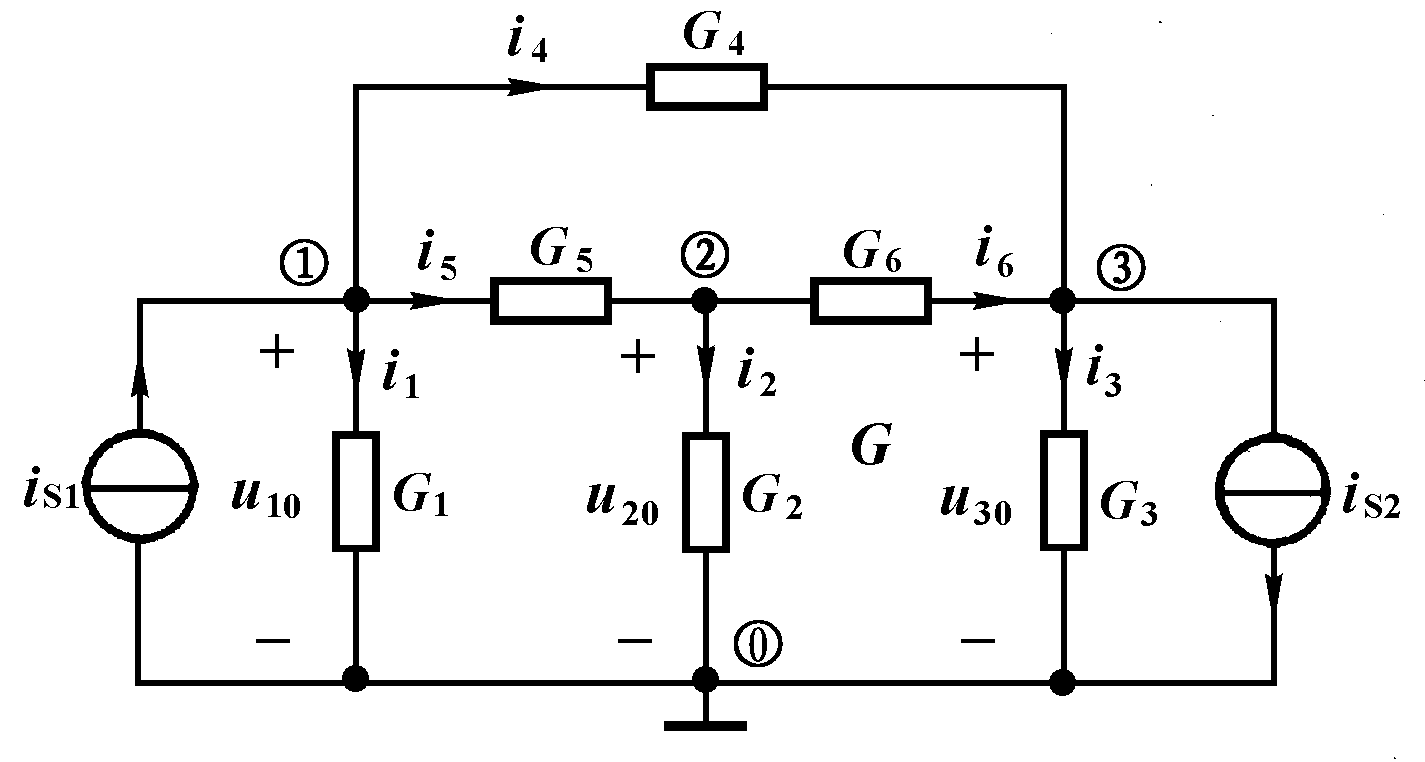 i4 G4
① i5 G5 ② G6 i6 ③
+ i1 + i2 + i3
iS1 u10 G1 u20 G2 G u30 G3 iS2
− − ⓪ −